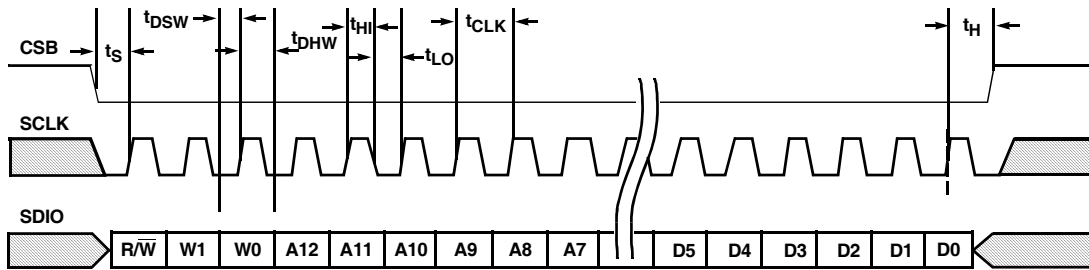 tDSW
tDHW
tHI
tCLK
tH
CSB
tS
tLO
SCLK
SDIO
R/W̅ W1 W0 A12 A11 A10 A9 A8 A7 D5 D4 D3 D2 D1 D0